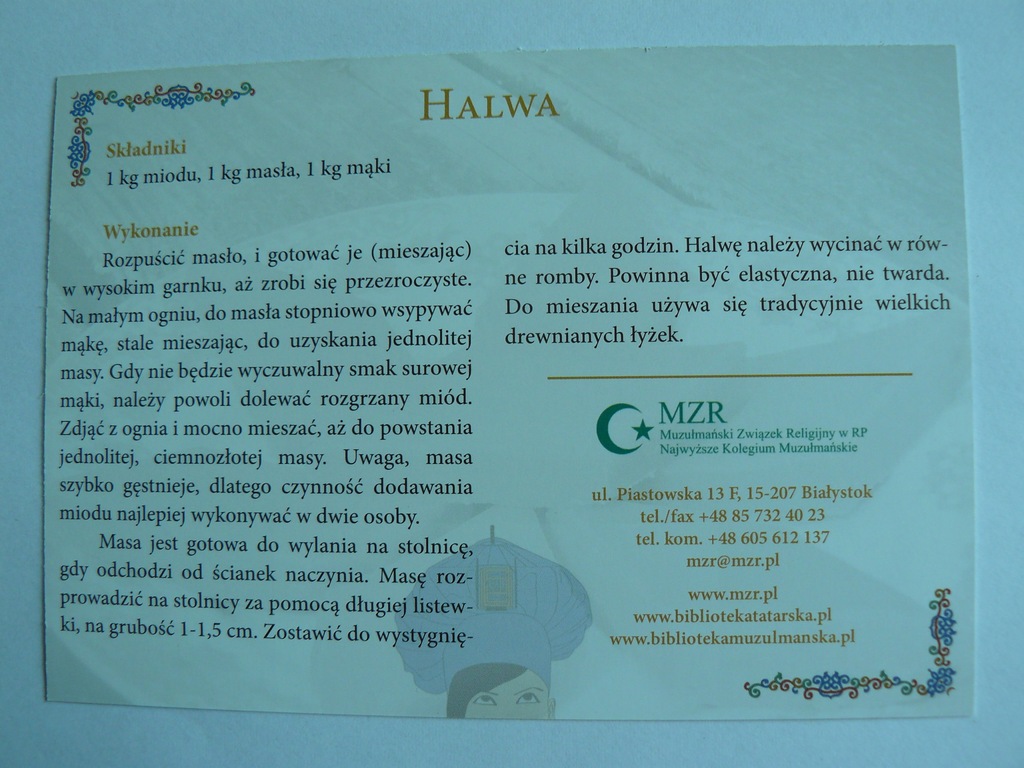 HALWA
Składniki
1 kg miodu, 1 kg masła, 1 kg mąki
Wykonanie
Rozpuścić masło, i gotować je (mieszając)
w wysokim garnku, aż zrobi się przezroczyste.
Na małym ogniu, do masła stopniowo wsypywać
mąkę, stale mieszając, do uzyskania jednolitej
masy. Gdy nie będzie wyczuwalny smak surowej
mąki, należy powoli dolewać rozgrzany miód.
Zdjąć z ognia i mocno mieszać, aż do powstania
jednolitej, ciemnozłotej masy. Uwaga, masa
szybko gęstnieje, dlatego czynność dodawania
miodu najlepiej wykonywać w dwie osoby.
Masa jest gotowa do wylania na stolnicę,
gdy odchodzi od ścianek naczynia. Masę roz-
prowadzić na stolnicy za pomocą długiej listew-
ki, na grubość 1-1,5 cm. Zostawić do wystygnię-
cia na kilka godzin. Halwę należy wycinać w rów-
ne romby. Powinna być elastyczna, nie twarda.
Do mieszania używa się tradycyjnie wielkich
drewnianych łyżek.
MZR
Muzułmański Związek Religijny w RP
Najwyższe Kolegium Muzułmańskie
ul. Piastowska 13 F, 15-207 Białystok
tel./fax +48 85 732 40 23
tel. kom. +48 605 612 137
mzr@mzr.pl
www.mzr.pl
www.bibliotekatatarska.pl
www.bibliotekamuzulmanska.pl